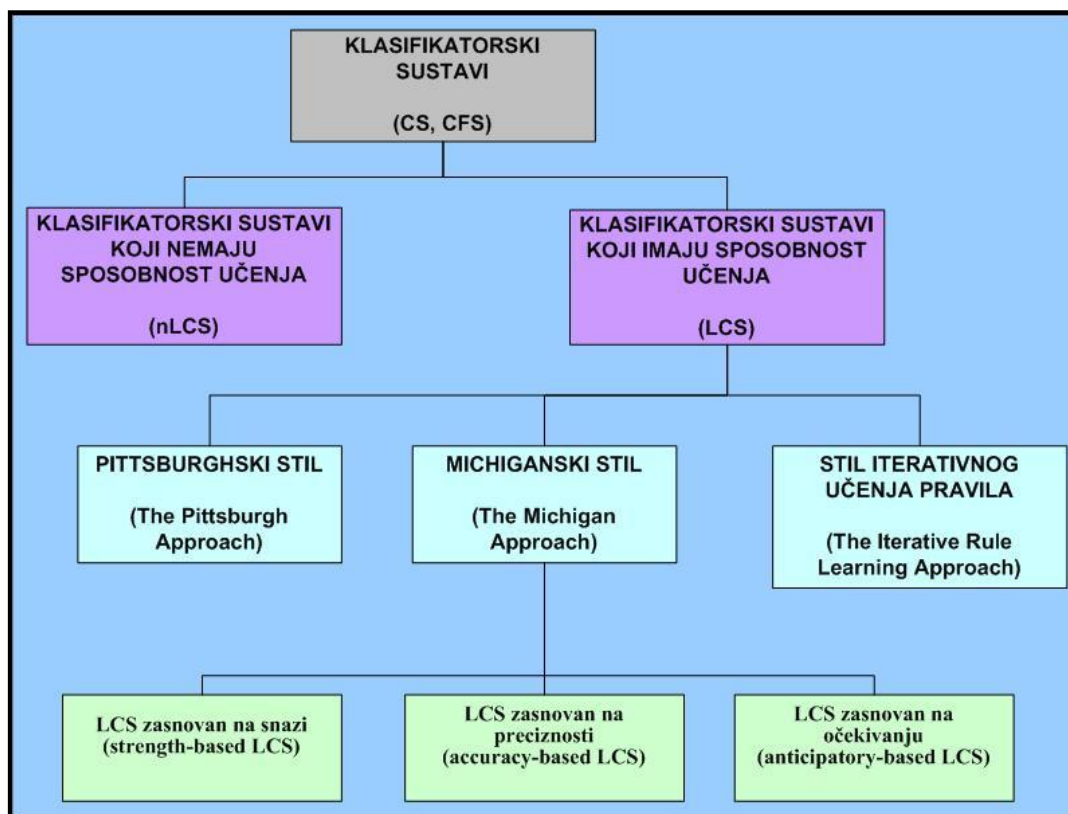 KLASIFIKATORSKI
SUSTAVI
(CS, CFS)
KLASIFIKATORSKI SUSTAVI
KOJI NEMAJU
SPOSOBNOST UČENJA
(nLCS)
KLASIFIKATORSKI SUSTAVI
KOJI IMAJU SPOSOBNOST
UČENJA
(LCS)
PITTSBURGHSKI STIL
(The Pittsburgh
Approach)
MICHIGANSKI STIL
(The Michigan
Approach)
STIL ITERATIVNOG
UČENJA PRAVILA
(The Iterative Rule
Learning Approach)
LCS zasnovan na snazi
(strength-based LCS)
LCS zasnovan na
preciznosti
(accuracy-based LCS)
LCS zasnovan na
očekivanju
(anticipatory-based LCS)